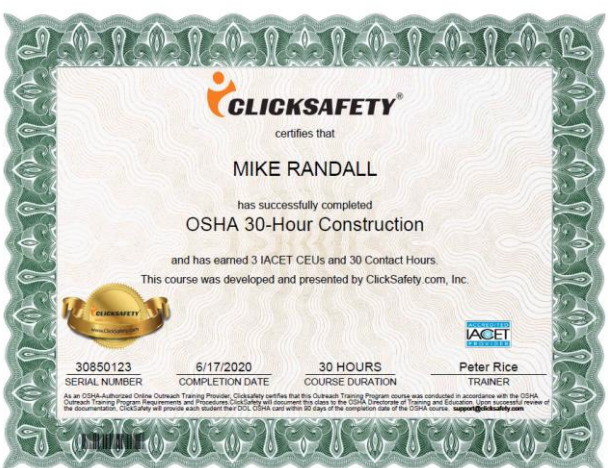 CLICKSAFETY®
certifies that
MIKE RANDALL
has successfully completed
OSHA 30-Hour Construction
and has earned 3 IACET CEUs and 30 Contact Hours.
This course was developed and presented by ClickSafety.com, Inc.
CLICKSAFETY
www.ClickSafety.com
ACCREDITED
IACET
PROVIDER
30850123 6/17/2020 30 HOURS Peter Rice
SERIAL NUMBER COMPLETION DATE COURSE DURATION TRAINER
As an OSHA-Authorized Online Outreach Training Provider, ClickSafety certifies that this Outreach Training Program course was conducted in accordance with the OSHA
Outreach Training Program Requirements and Procedures.ClickSafety will document this class to the OSHA Directorate of Training and Education. Upon successful review of
the documentation, ClickSafety will provide each student their DOL OSHA card within 90 days of the completion date of the OSHA course. support@clicksafety.com